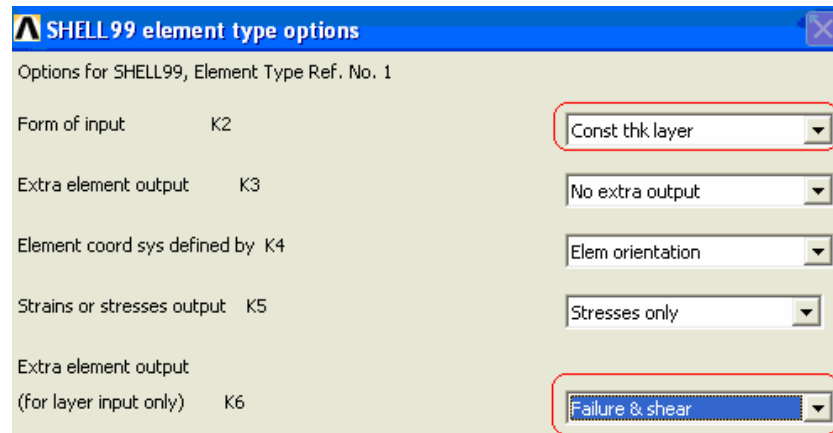 SHELL99 element type options
Options for SHELL99, Element Type Ref. No. 1
Form of input K2 Const thk layer
Extra element output K3 No extra output
Element coord sys defined by K4 Elem orientation
Strains or stresses output K5 Stresses only
Extra element output
(for layer input only) K6 Failure & shear